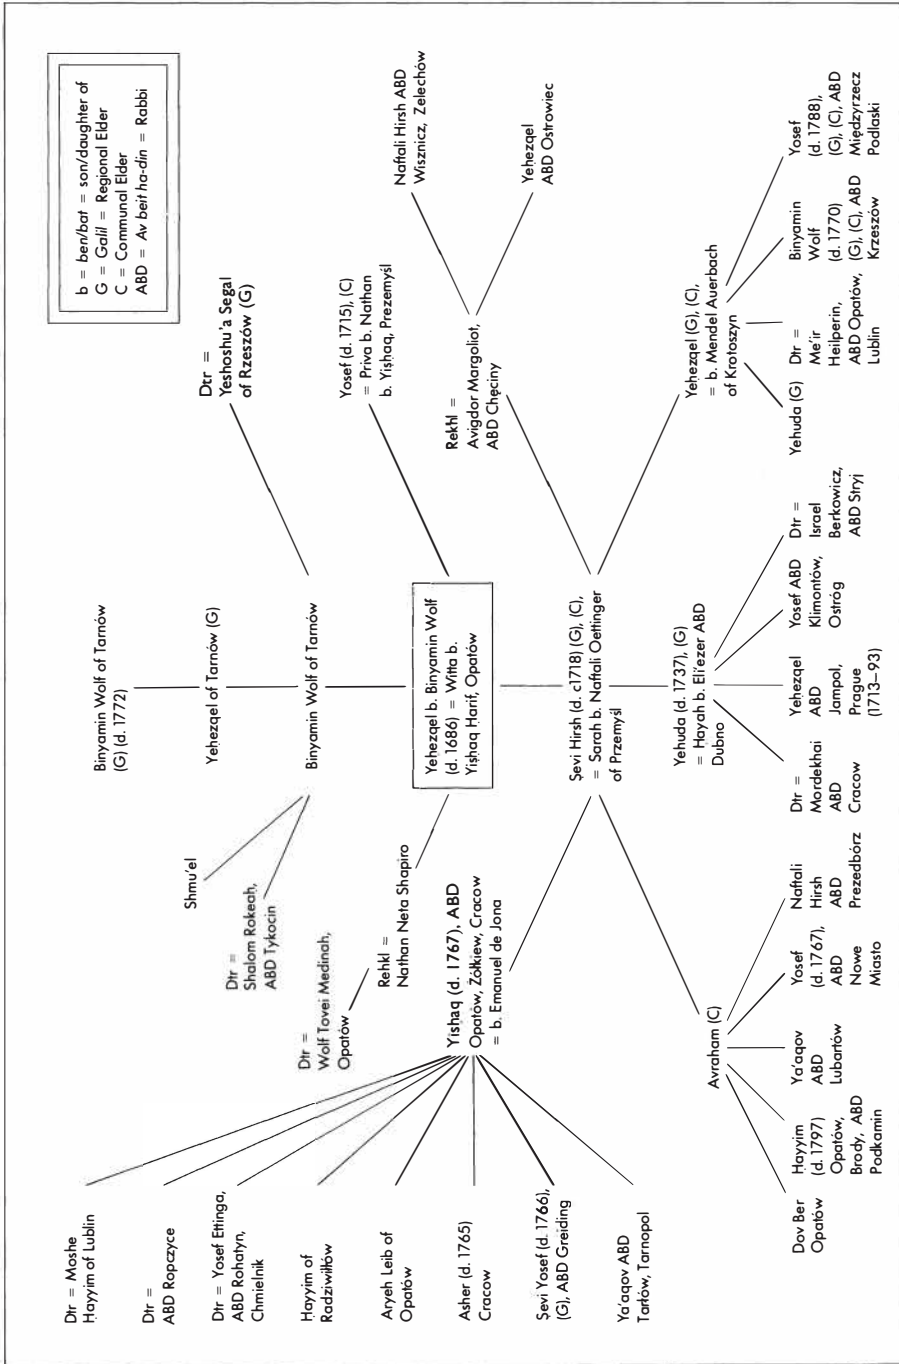 b = ben/bat = son/daughter of
G = Galil = Regional Elder
C = Communal Elder
ABD = Av beit ha-din = Rabbi
Binyamin Wolf of Tarnów
(G) (d. 1772)
Yeḥezqel of Tarnów (G)
Binyamin Wolf of Tarnów
Shmu'el
Dtr =
Shalom Rokeaḥ,
ABD Tykocin
Dtr =
Yeshoshu'a Segal
of Rzeszów (G)
Yeḥezqel b. Binyamin Wolf
(d. 1686) = Witta b.
Yiṣḥaq Ḥarif, Opatów
Yosef (d. 1715), (C)
= Priva b. Nathan
b. Yiṣḥaq, Prezemyśl
Rehkl =
Nathan Neta Shapiro
Dtr =
Wolf Tovei Medinah,
Opatów
Ṣevi Hirsh (d. c1718) (G), (C),
= Sarah b. Naftali Oettinger
of Przemyśl
Yiṣḥaq (d. 1767), ABD
Opatów, Żółkiew, Cracow
= b. Emanuel de Jona
Rekhl =
Avigdor Margoliot,
ABD Chęciny
Naftali Hirsh ABD
Wisznicz, Zelechów
Yeḥezqel
ABD Ostrowiec
Dtr = Moshe
Ḥayyim of Lublin
Dtr =
ABD Ropczyce
Dtr = Yosef Ettinga,
ABD Rohatyn,
Chmielnik
Ḥayyim of
Radziwiłłów
Aryeh Leib of
Opatów
Asher (d. 1765)
Cracow
Ṣevi Yosef (d. 1766),
(G), ABD Greiding
Ya'aqov ABD
Tarłów, Tarnopol
Avraham (C)
Yehuda (d. 1737), (G)
= Ḥayah b. Eli'ezer ABD
Dubno
Yeḥezqel (G), (C),
= b. Mendel Auerbach
of Krotoszyn
Dov Ber
Opatów
Ḥayyim
(d. 1797)
Opatów,
Brody, ABD
Podkamin
Ya'aqov
ABD
Lubartów
Yosef
(d. 1767),
ABD
Nowe
Miasto
Naftali
Hirsh
ABD
Prezedbórz
Dtr =
Mordekhai
ABD
Cracow
Yeḥezqel
ABD
Jampol,
Prague
(1713–93)
Yosef ABD
Klimontów,
Ostróg
Dtr =
Israel
Berkowicz,
ABD Stryj
Yehuda (G)
Dtr =
Me'ir
Heilperin,
ABD Opatów,
Lublin
Binyamin
Wolf
(d. 1770)
(G), (C), ABD
Krzeszów
Yosef
(d. 1788),
(G), (C), ABD
Międzyrzecz
Podlaski